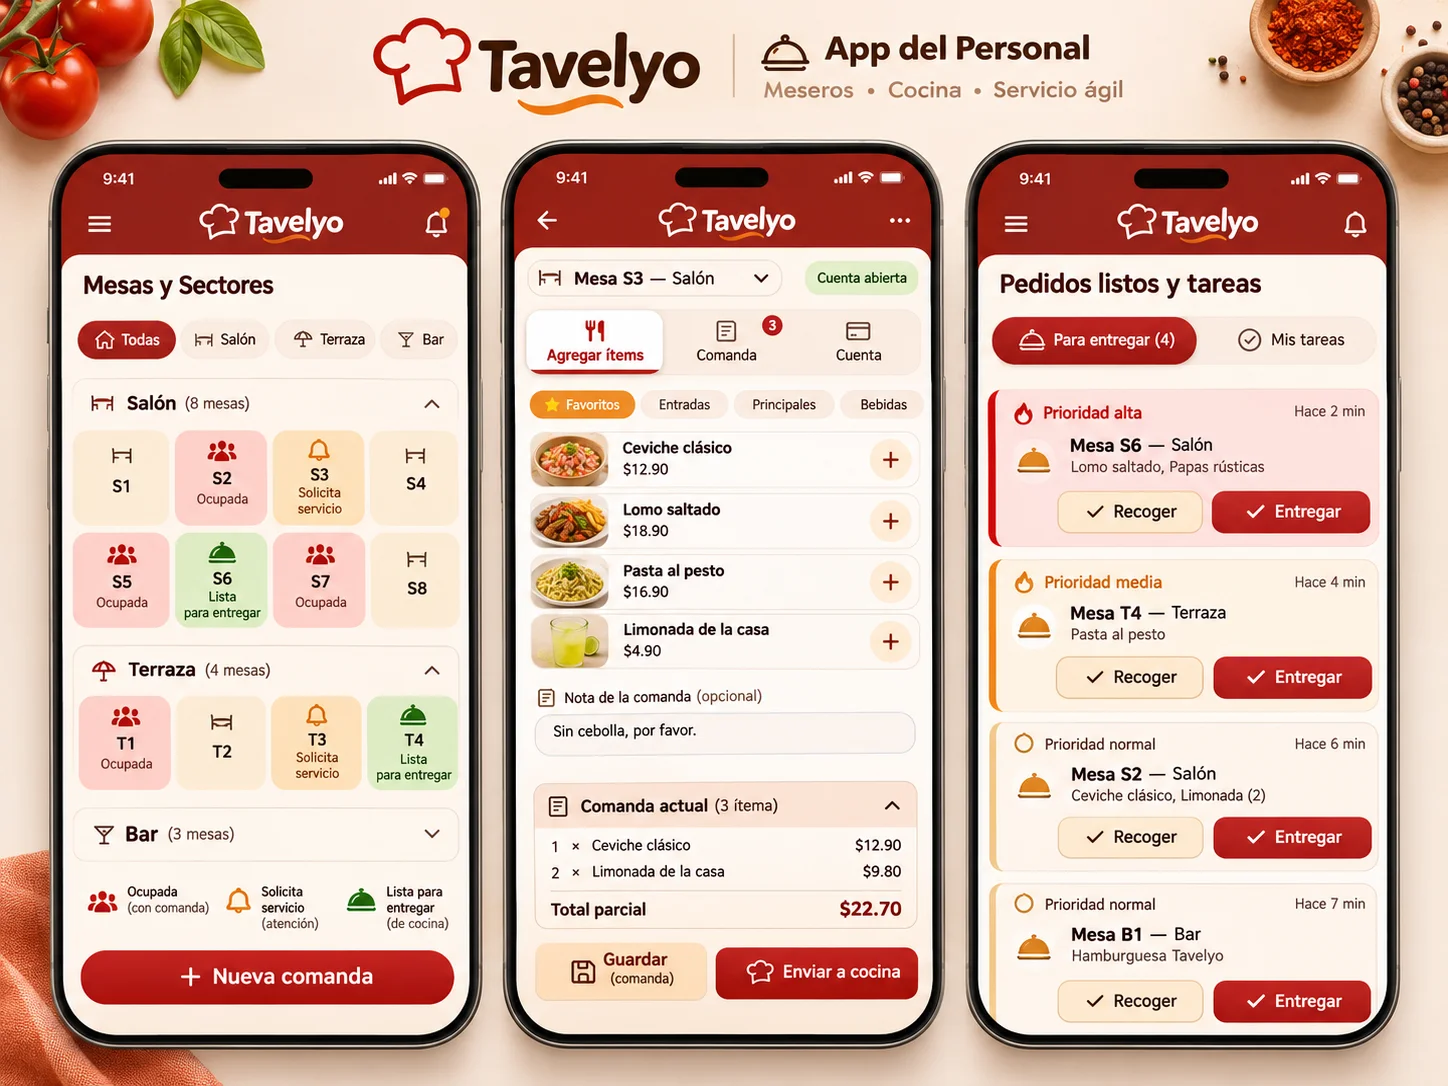 Tavelyo
App del Personal
Meseros • Cocina • Servicio ágil
9:41
Tavelyo
Mesas y Sectores
Todas
Salón
Terraza
Bar
Salón (8 mesas)
S1
S2
Ocupada
S3
Solicita
servicio
S4
S5
Ocupada
S6
Lista
para entregar
S7
Ocupada
S8
Terraza (4 mesas)
T1
Ocupada
T2
T3
Solicita
servicio
T4
Lista
para entregar
Bar (3 mesas)
Ocupada
(con comanda)
Solicita
servicio
(atención)
Lista para
entregar
(de cocina)
+ Nueva comanda
9:41
Tavelyo
Mesa S3 — Salón
Cuenta abierta
Agregar ítems
Comanda
3
Cuenta
Favoritos
Entradas
Principales
Bebidas
Ceviche clásico
$12.90
+
Lomo saltado
$18.90
+
Pasta al pesto
$16.90
+
Limonada de la casa
$4.90
+
Nota de la comanda (opcional)
Sin cebolla, por favor.
Comanda actual (3 ítema)
1 × Ceviche clásico $12.90
2 × Limonada de la casa $9.80
Total parcial $22.70
Guardar
(comanda)
Enviar a cocina
9:41
Tavelyo
Pedidos listos y tareas
Para entregar (4)
Mis tareas
Prioridad alta Hace 2 min
Mesa S6 — Salón
Lomo saltado, Papas rústicas
Recoger
Entregar
Prioridad media Hace 4 min
Mesa T4 — Terraza
Pasta al pesto
Recoger
Entregar
Prioridad normal Hace 6 min
Mesa S2 — Salón
Ceviche clásico, Limonada (2)
Recoger
Entregar
Prioridad normal Hace 7 min
Mesa B1 — Bar
Hamburguesa Tavelyo
Recoger
Entregar